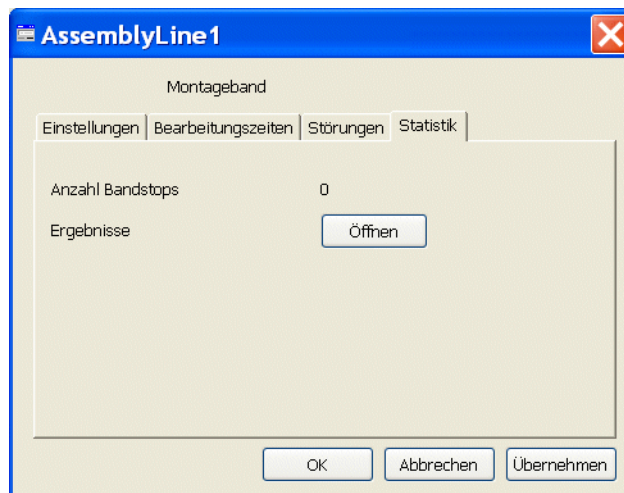 AssemblyLine1
Montageband
Einstellungen Bearbeitungszeiten Störungen Statistik
Anzahl Bandstops 0
Ergebnisse Öffnen
OK Abbrechen Übernehmen